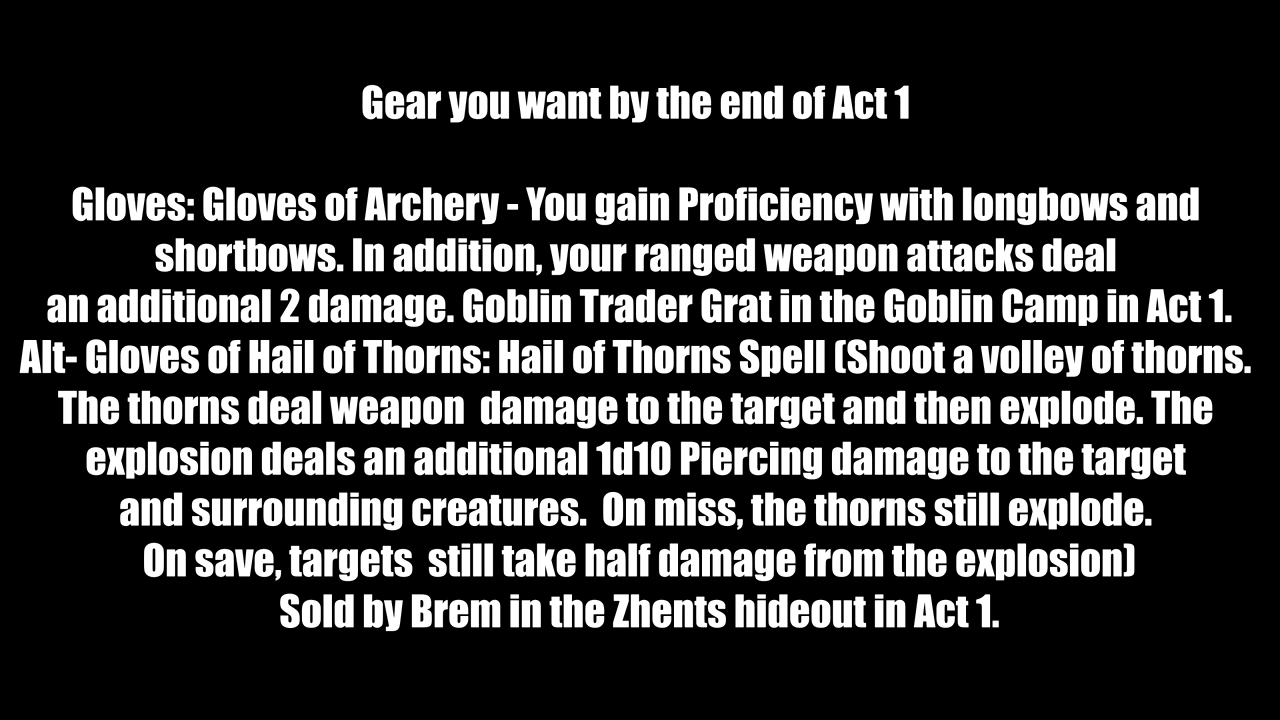 Gear you want by the end of Act 1
Gloves: Gloves of Archery - You gain Proficiency with longbows and
shortbows. In addition, your ranged weapon attacks deal
an additional 2 damage. Goblin Trader Grat in the Goblin Camp in Act 1.
Alt- Gloves of Hail of Thorns: Hail of Thorns Spell (Shoot a volley of thorns.
The thorns deal weapon  damage to the target and then explode. The
explosion deals an additional 1d10 Piercing damage to the target
and surrounding creatures.  On miss, the thorns still explode.
On save, targets  still take half damage from the explosion)
Sold by Brem in the Zhents hideout in Act 1.